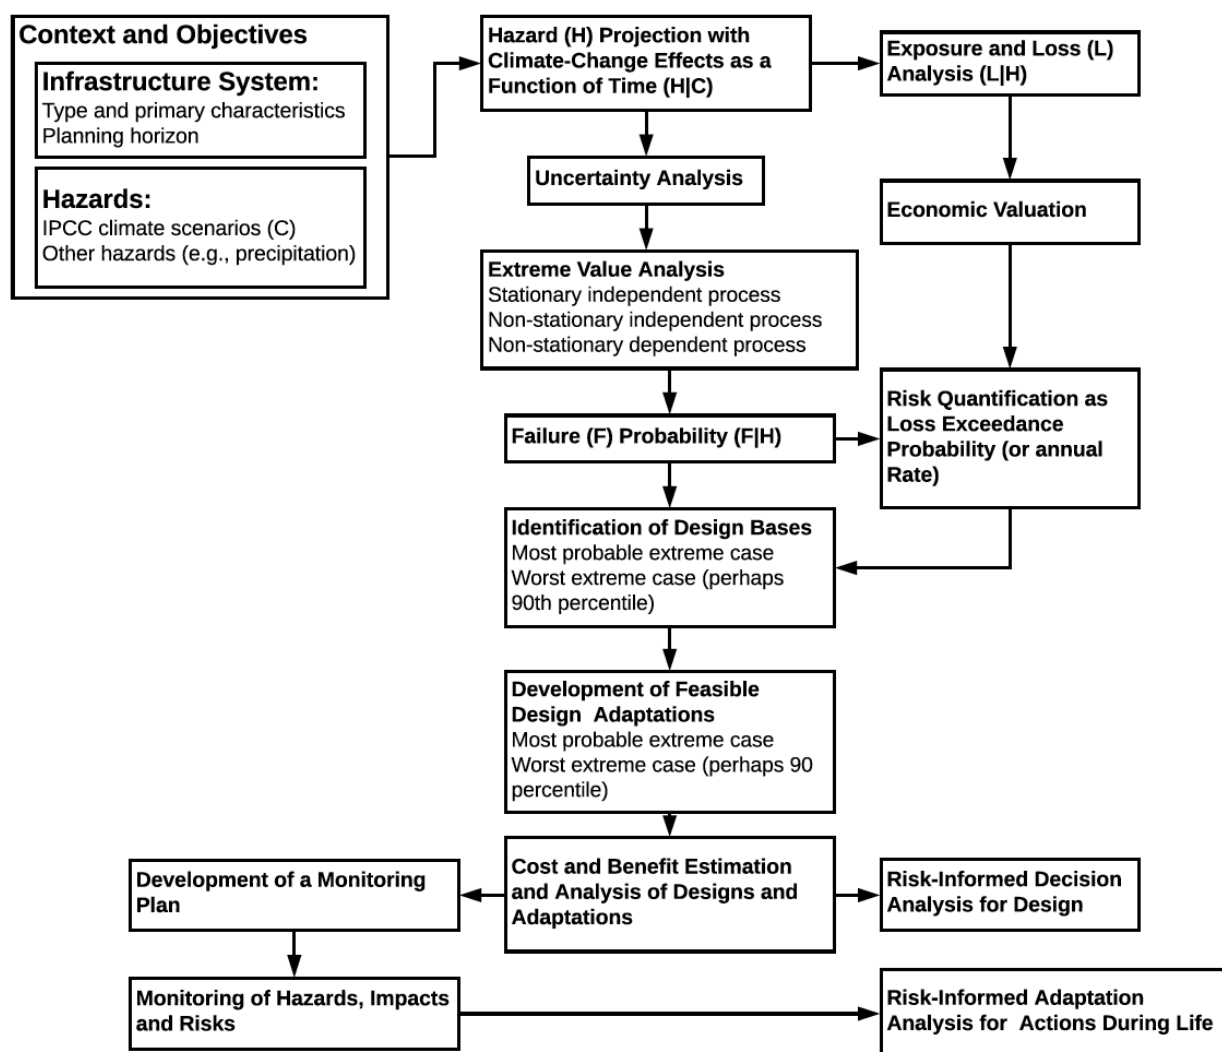 Context and Objectives
Infrastructure System:
Type and primary characteristics
Planning horizon
Hazards:
IPCC climate scenarios (C)
Other hazards (e.g., precipitation)
Hazard (H) Projection with
Climate-Change Effects as a
Function of Time (H|C)
Exposure and Loss (L)
Analysis (L|H)
Uncertainty Analysis
Economic Valuation
Extreme Value Analysis
Stationary independent process
Non-stationary independent process
Non-stationary dependent process
Risk Quantification as
Loss Exceedance
Probability (or annual
Rate)
Failure (F) Probability (F|H)
Identification of Design Bases
Most probable extreme case
Worst extreme case (perhaps
90th percentile)
Development of Feasible
Design Adaptations
Most probable extreme case
Worst extreme case (perhaps 90
percentile)
Cost and Benefit Estimation
and Analysis of Designs and
Adaptations
Development of a Monitoring
Plan
Risk-Informed Decision
Analysis for Design
Monitoring of Hazards, Impacts
and Risks
Risk-Informed Adaptation
Analysis for Actions During Life